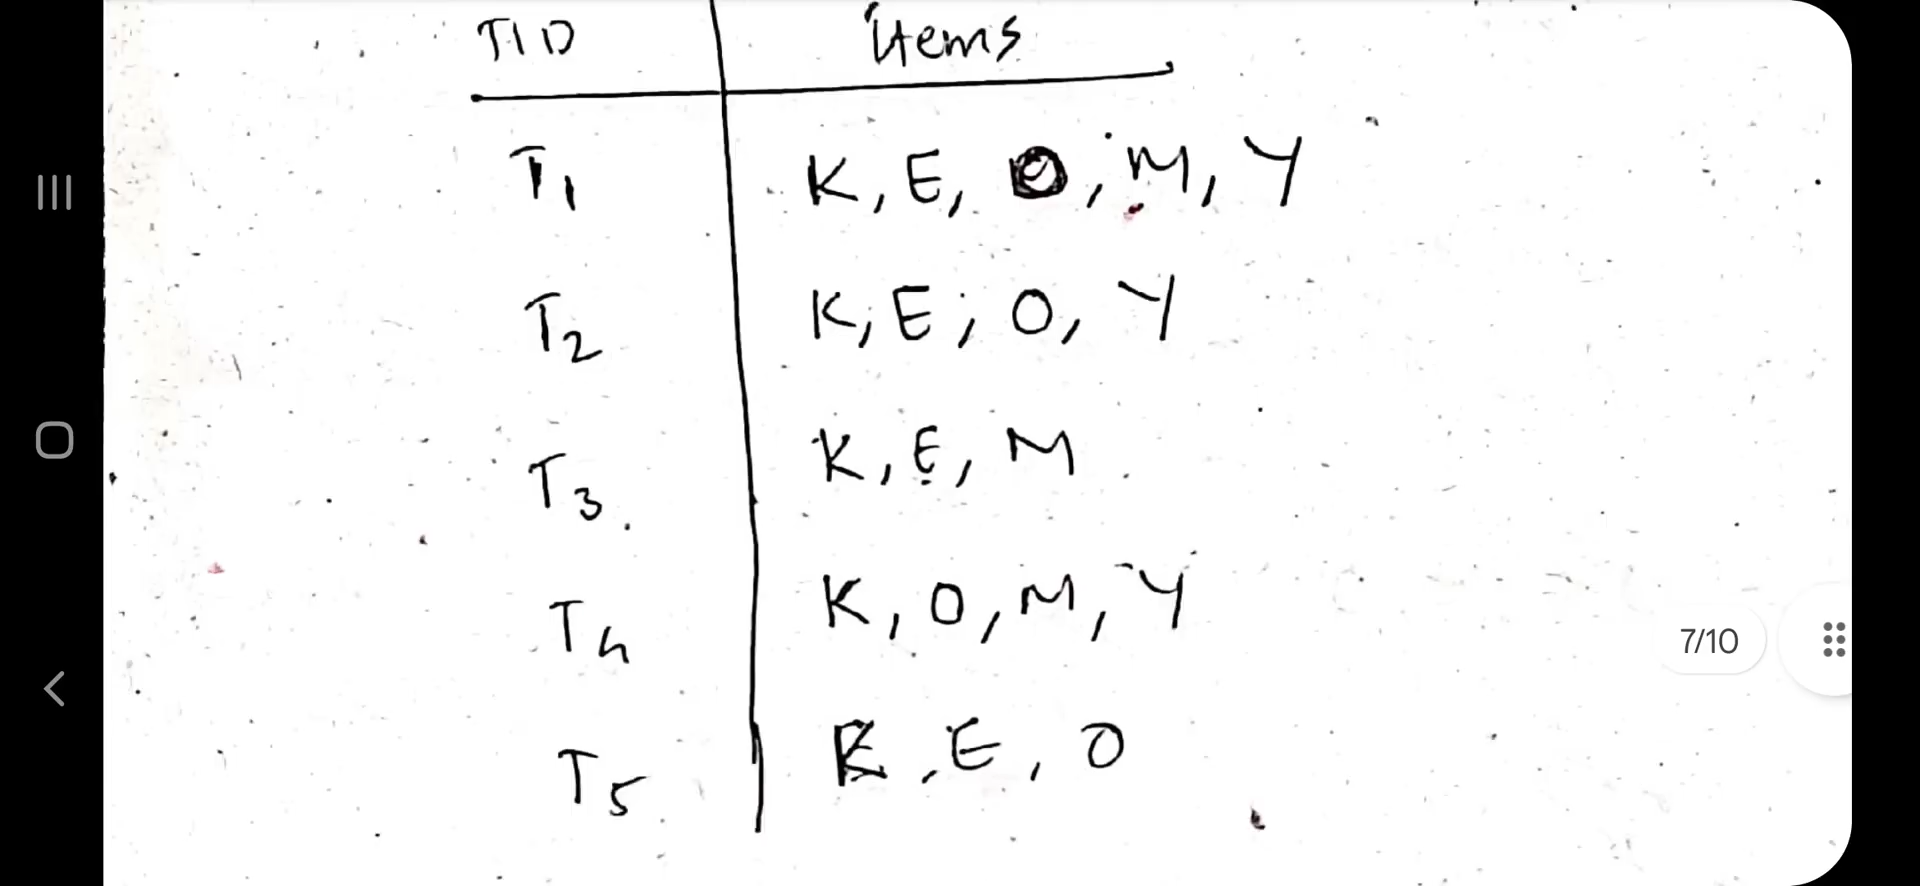 TID items
T1 K, E, O, M, Y
T2 K, E, O, Y
T3. K, E, M
T4 K, O, M, Y
T5 K, E, O
7/10